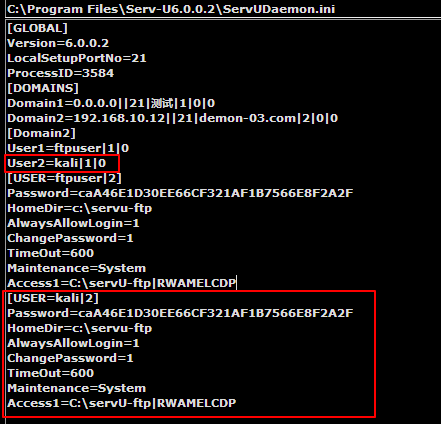 C:\Program Files\Serv-U6.0.0.2\ServUDaemon.ini
[GLOBAL]
Version=6.0.0.2
LocalSetupPortNo=21
ProcessID=3584
[DOMAINS]
Domain1=0.0.0.0||21|测试|1|0|0
Domain2=192.168.10.12||21|demon-03.com|2|0|0
[Domain2]
User1=ftpuser|1|0
User2=kali|1|0
[USER=ftpuser|2]
Password=caA46E1D30EE66CF321AF1B7566E8F2A2F
HomeDir=c:\servu-ftp
AlwaysAllowLogin=1
ChangePassword=1
TimeOut=600
Maintenance=System
Access1=C:\servU-ftp|RWAMELCDP
[USER=kali|2]
Password=caA46E1D30EE66CF321AF1B7566E8F2A2F
HomeDir=c:\servu-ftp
AlwaysAllowLogin=1
ChangePassword=1
TimeOut=600
Maintenance=System
Access1=C:\servU-ftp|RWAMELCDP